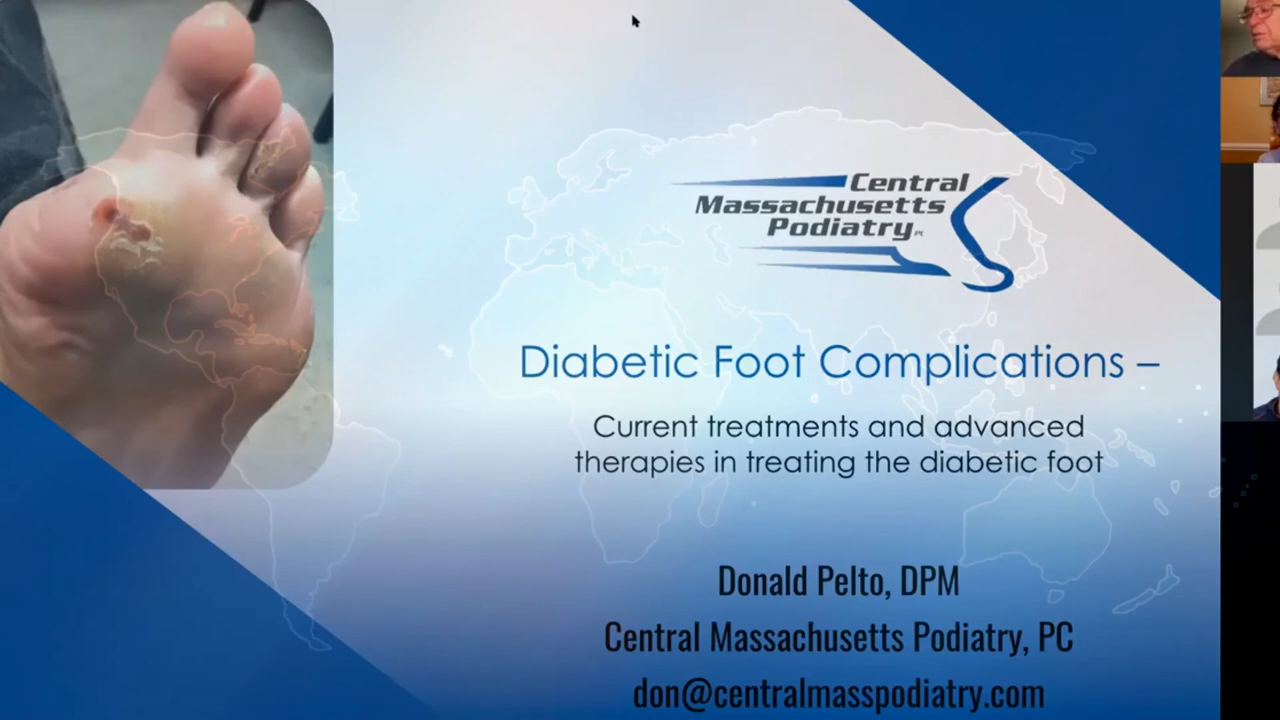 Central
Massachusetts
Podiatry PC
Diabetic Foot Complications –
Current treatments and advanced
therapies in treating the diabetic foot
Donald Pelto, DPM
Central Massachusetts Podiatry, PC
don@centralmasspodiatry.com